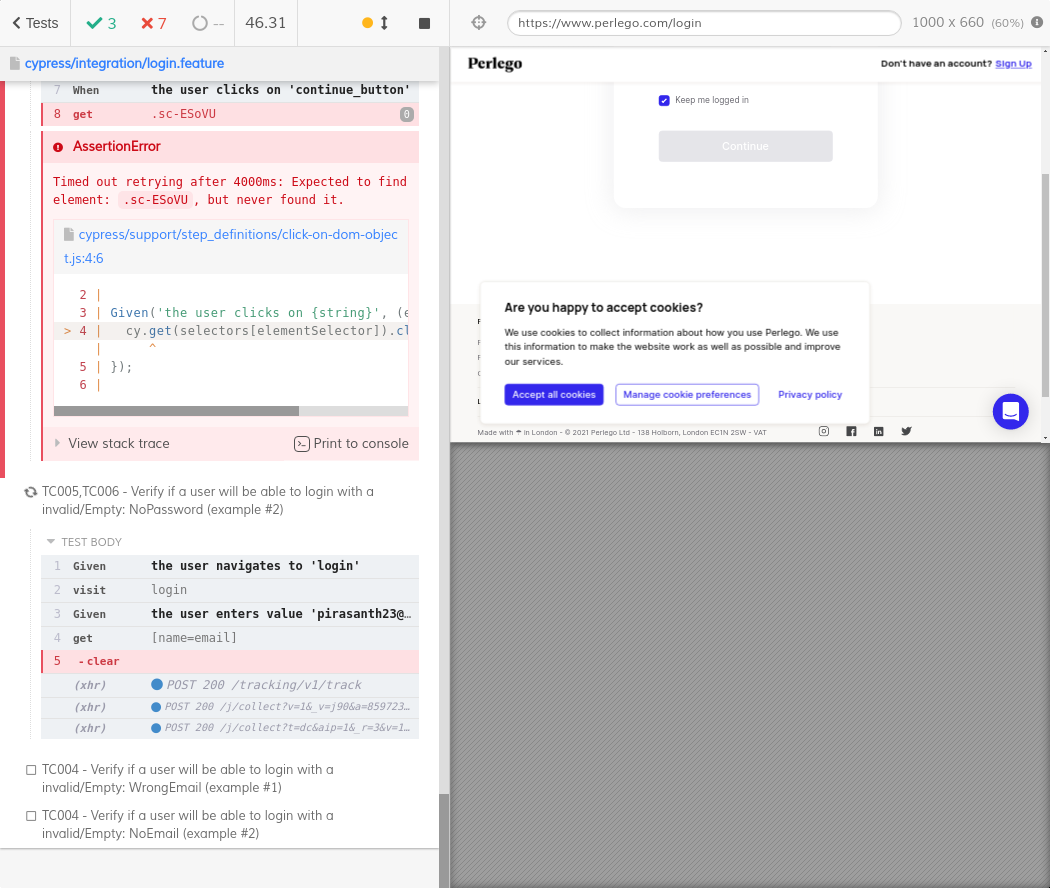 Tests
3
7
--
46.31
https://www.perlego.com/login
1000 x 660 (60%)
cypress/integration/login.feature
7 When the user clicks on 'continue_button'
8 get .sc-ESoVU 0
AssertionError
Timed out retrying after 4000ms: Expected to find
element: .sc-ESoVU, but never found it.
cypress/support/step_definitions/click-on-dom-objec
t.js:4:6
2 |
3 | Given('the user clicks on {string}', (e
> 4 | cy.get(selectors[elementSelector]).cl
| ^
5 | });
6 |
View stack trace
Print to console
TC005,TC006 - Verify if a user will be able to login with a
invalid/Empty: NoPassword (example #2)
TEST BODY
1 Given the user navigates to 'login'
2 visit login
3 Given the user enters value 'pirasanth23@…
4 get [name=email]
5 -clear
(xhr) POST 200 /tracking/v1/track
(xhr) POST 200 /j/collect?v=1&_v=j90&a=859723…
(xhr) POST 200 /j/collect?t=dc&aip=1&_r=3&v=1…
TC004 - Verify if a user will be able to login with a
invalid/Empty: WrongEmail (example #1)
TC004 - Verify if a user will be able to login with a
invalid/Empty: NoEmail (example #2)
Perlego
Don't have an account? Sign Up
Keep me logged in
Continue
Are you happy to accept cookies?
We use cookies to collect information about how you use Perlego. We use
this information to make the website work as well as possible and improve
our services.
Accept all cookies
Manage cookie preferences
Privacy policy
Made with ☂ in London - © 2021 Perlego Ltd - 138 Holborn, London EC1N 2SW - VAT